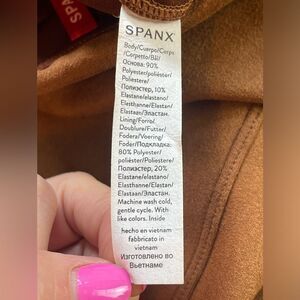 SPA
SPANX
Body/Cuerpo/Corps
/Corpetto/Bål/
Основа: 90%
Polyester/poliéster/
Poliestere/
Полиэстер, 10%
Elastane/elastano/
Elasthanne/Elastan/
Elastaan/Эластан.
Lining/Forro/
Doublure/Futter/
Fodera/Voering/
Foder/Подкладка:
80% Polyester/
poliéster/Poliestere/
Полиэстер, 20%
Elastane/elastano/
Elasthanne/Elastan/
Elastaan/Эластан.
Machine wash cold,
gentle cycle. With
like colors. Inside
hecho en vietnam
fabbricato in
vietnam
Изготовлено во
Вьетнаме